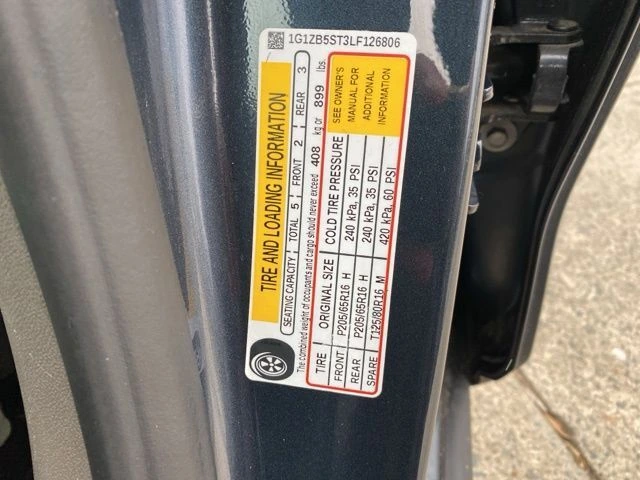 1G1ZB5ST3LF126806
TIRE AND LOADING INFORMATION
SEATING CAPACITY | TOTAL 5 | FRONT 2 | REAR 3
The combined weight of occupants and cargo should never exceed 408 kg or 899 lbs.
TIRE ORIGINAL SIZE COLD TIRE PRESSURE
FRONT P205/65R16 H 240 kPa, 35 PSI
REAR P205/65R16 H 240 kPa, 35 PSI
SPARE T125/80R16 M 420 kPa, 60 PSI
SEE OWNER'S
MANUAL FOR
ADDITIONAL
INFORMATION